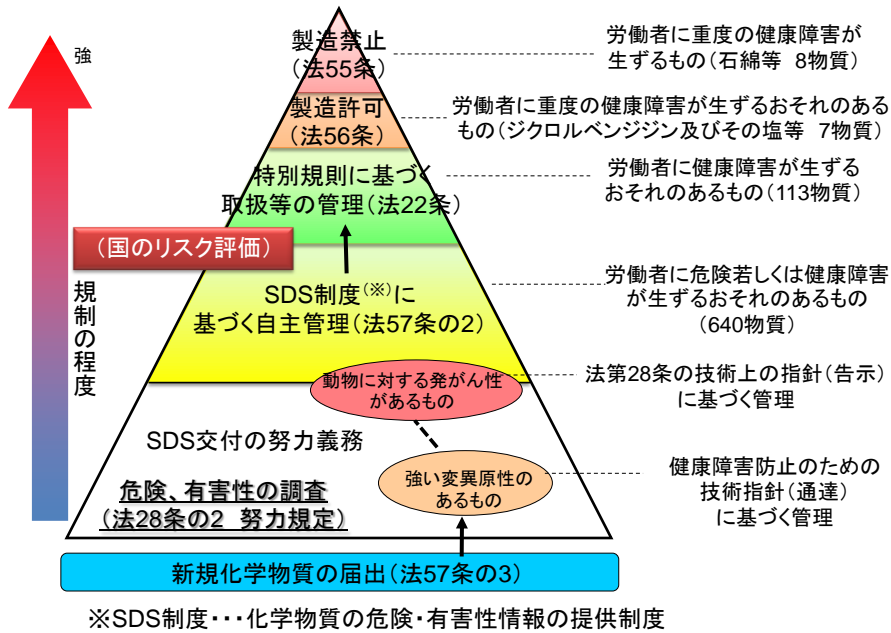 強
規制の程度
製造禁止
(法55条)
労働者に重度の健康障害が
生ずるもの(石綿等 8物質)
製造許可
(法56条)
労働者に重度の健康障害が生ずるおそれのある
もの(ジクロルベンジジン及びその塩等 7物質)
特別規則に基づく
取扱等の管理(法22条)
労働者に健康障害が生ずる
おそれのあるもの(113物質)
(国のリスク評価)
SDS制度(※)に
基づく自主管理(法57条の2)
労働者に危険若しくは健康障害
が生ずるおそれのあるもの
(640物質)
動物に対する発がん性
があるもの
法第28条の技術上の指針(告示)
に基づく管理
SDS交付の努力義務
強い変異原性の
あるもの
健康障害防止のための
技術指針(通達)
に基づく管理
危険、有害性の調査
(法28条の2 努力規定)
新規化学物質の届出(法57条の3)
※SDS制度・・・化学物質の危険・有害性情報の提供制度